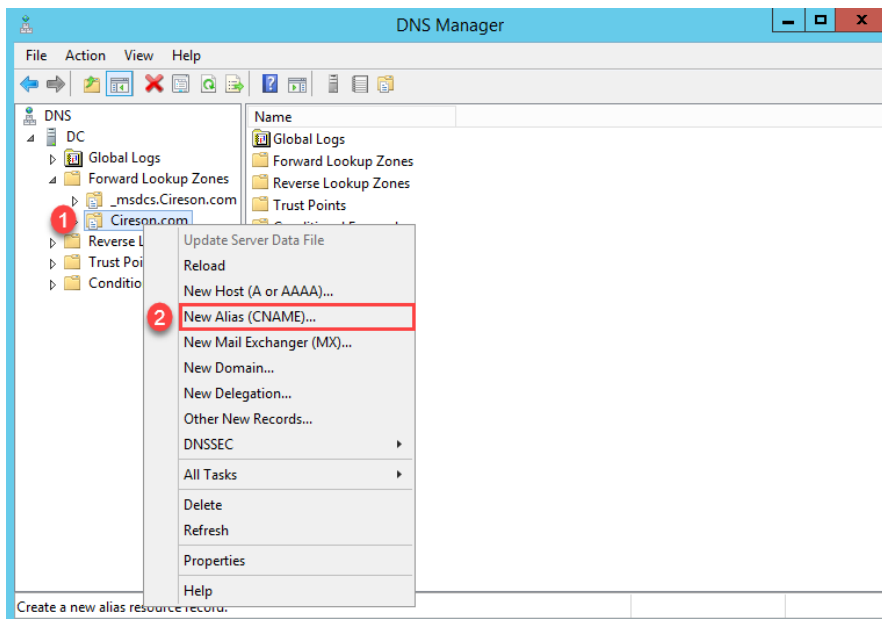 DNS Manager
File Action View Help
DNS
DC
Global Logs
Forward Lookup Zones
_msdcs.Cireson.com
1
Cireson.com
Reverse L
Trust Poi
Conditio
Name
Global Logs
Forward Lookup Zones
Reverse Lookup Zones
Trust Points
Update Server Data File
Reload
New Host (A or AAAA)...
2
New Alias (CNAME)...
New Mail Exchanger (MX)...
New Domain...
New Delegation...
Other New Records...
DNSSEC
All Tasks
Delete
Refresh
Properties
Help
Create a new alias resource record.